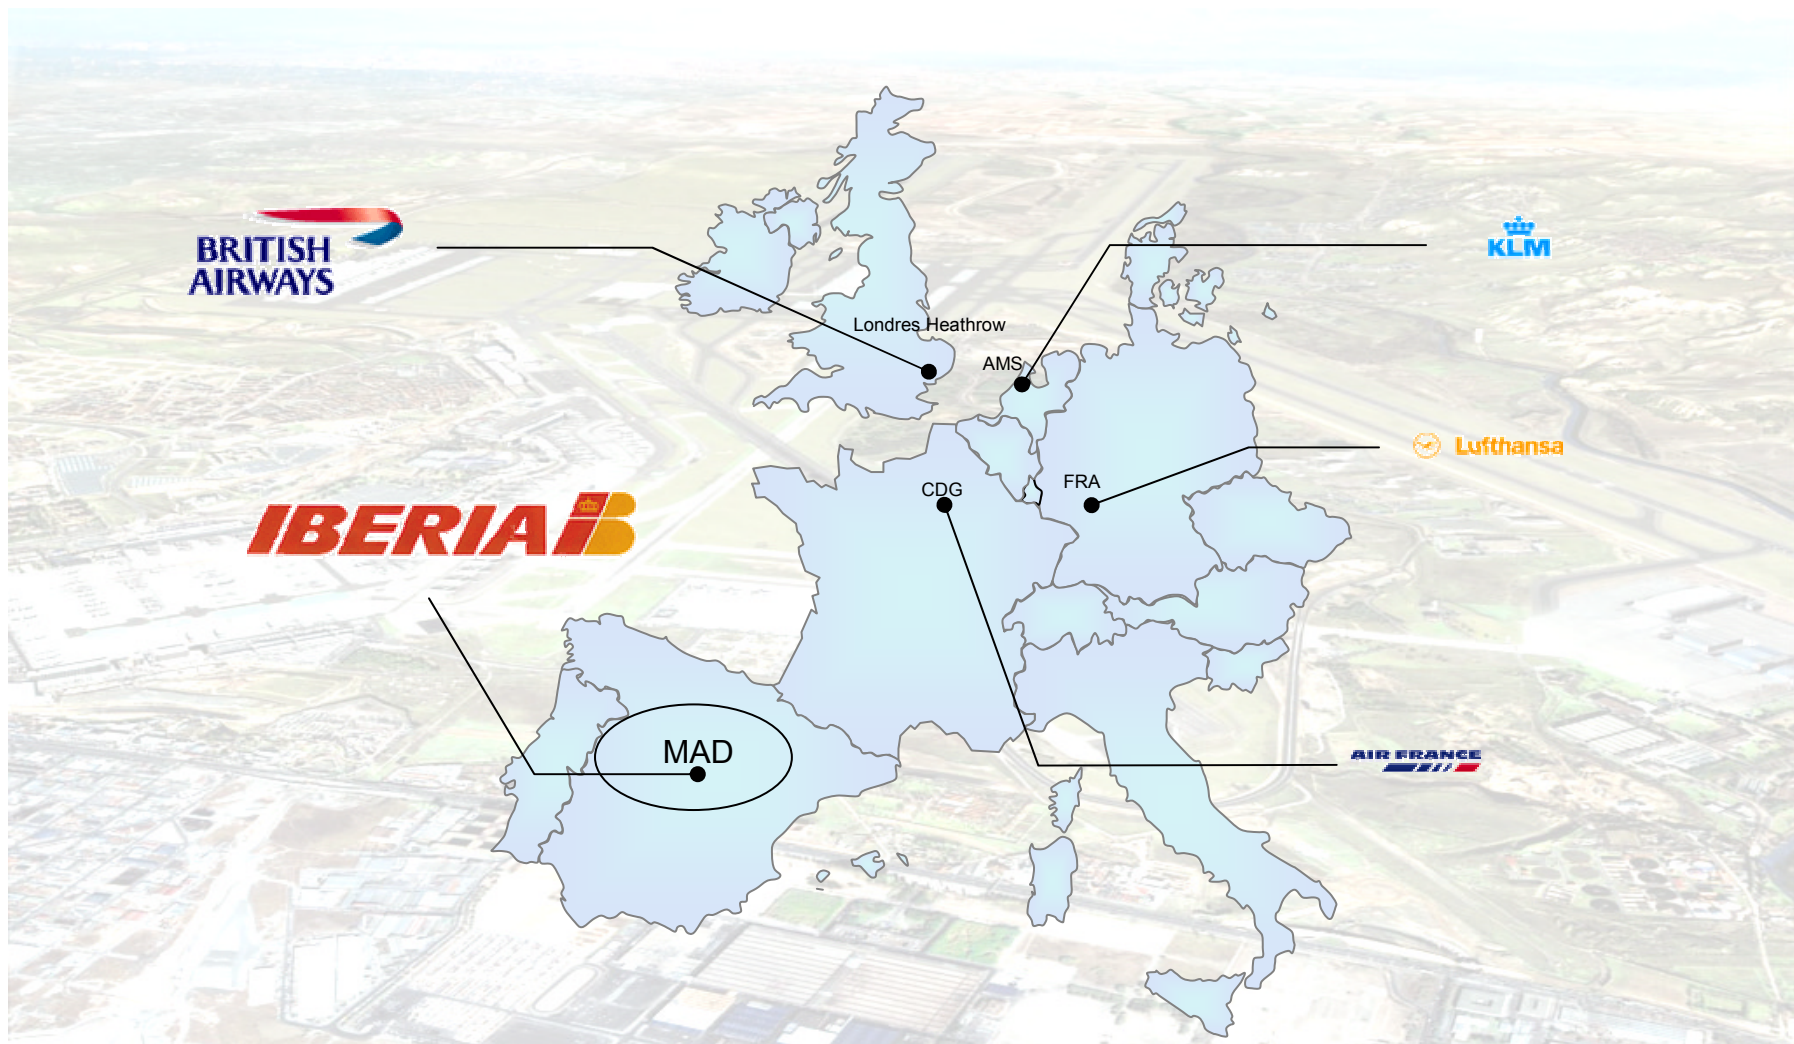 BRITISH
AIRWAYS
KLM
Londres Heathrow
AMS
Lufthansa
CDG
FRA
IBERIA
MAD
AIR FRANCE